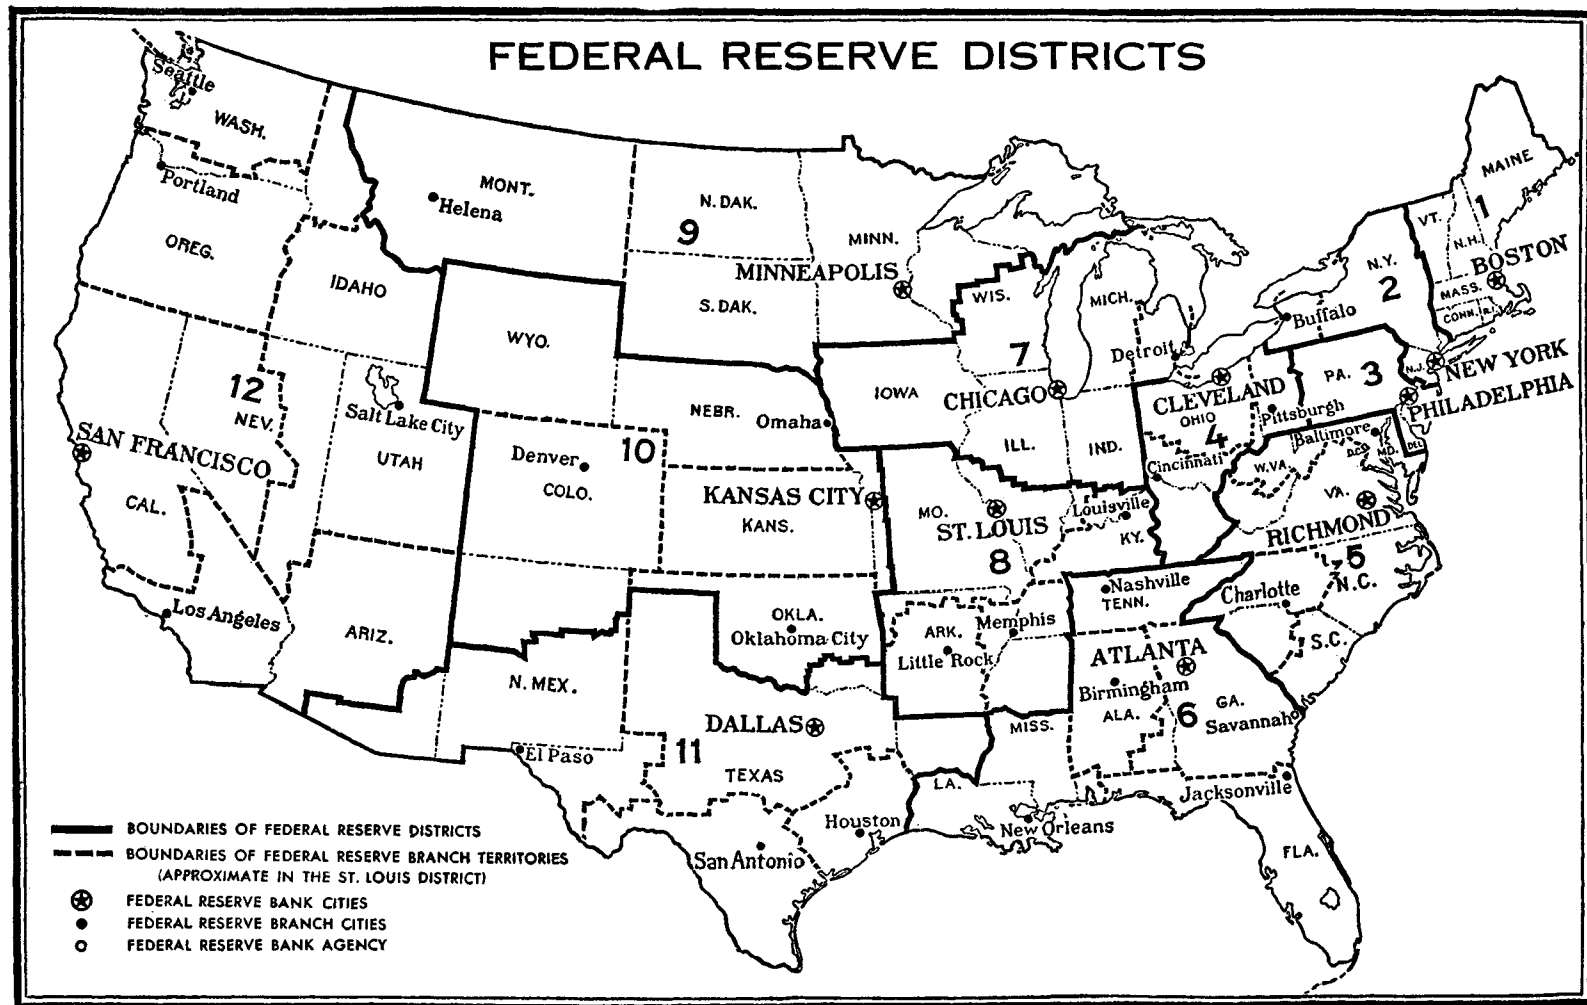 FEDERAL RESERVE DISTRICTS
Seattle
WASH.
Portland
OREG.
IDAHO
MONT.
Helena
N. DAK.
9
MINN.
MINNEAPOLIS
S. DAK.
WYO.
WIS.
MICH.
7
Detroit
IOWA
CHICAGO
ILL.
IND.
MAINE
VT.
1
N.H.
BOSTON
MASS.
CONN.
R.I.
N.Y.
2
Buffalo
NEW YORK
N.J.
PA.
3
PHILADELPHIA
CLEVELAND
OHIO
Pittsburgh
4
Cincinnati
Baltimore
D.C.
MD.
DEL.
W.VA.
VA.
RICHMOND
5
N.C.
Charlotte
S.C.
12
NEV.
SAN FRANCISCO
CAL.
Los Angeles
Salt Lake City
UTAH
ARIZ.
NEBR.
Omaha
10
Denver
COLO.
KANSAS CITY
KANS.
MO.
ST. LOUIS
8
Louisville
KY.
OKLA.
Oklahoma City
ARK.
Little Rock
Memphis
Nashville
TENN.
ATLANTA
Birmingham
ALA.
6
GA.
Savannah
MISS.
Jacksonville
FLA.
N. MEX.
El Paso
DALLAS
11
TEXAS
LA.
New Orleans
Houston
San Antonio
BOUNDARIES OF FEDERAL RESERVE DISTRICTS
BOUNDARIES OF FEDERAL RESERVE BRANCH TERRITORIES
(APPROXIMATE IN THE ST. LOUIS DISTRICT)
FEDERAL RESERVE BANK CITIES
FEDERAL RESERVE BRANCH CITIES
FEDERAL RESERVE BANK AGENCY